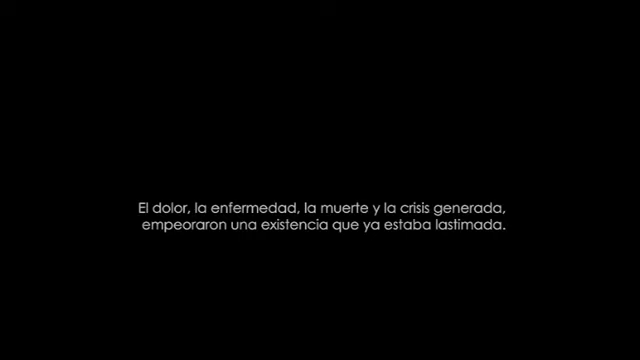 El dolor, la enfermedad, la muerte y la crisis generada,
empeoraron una existencia que ya estaba lastimada.